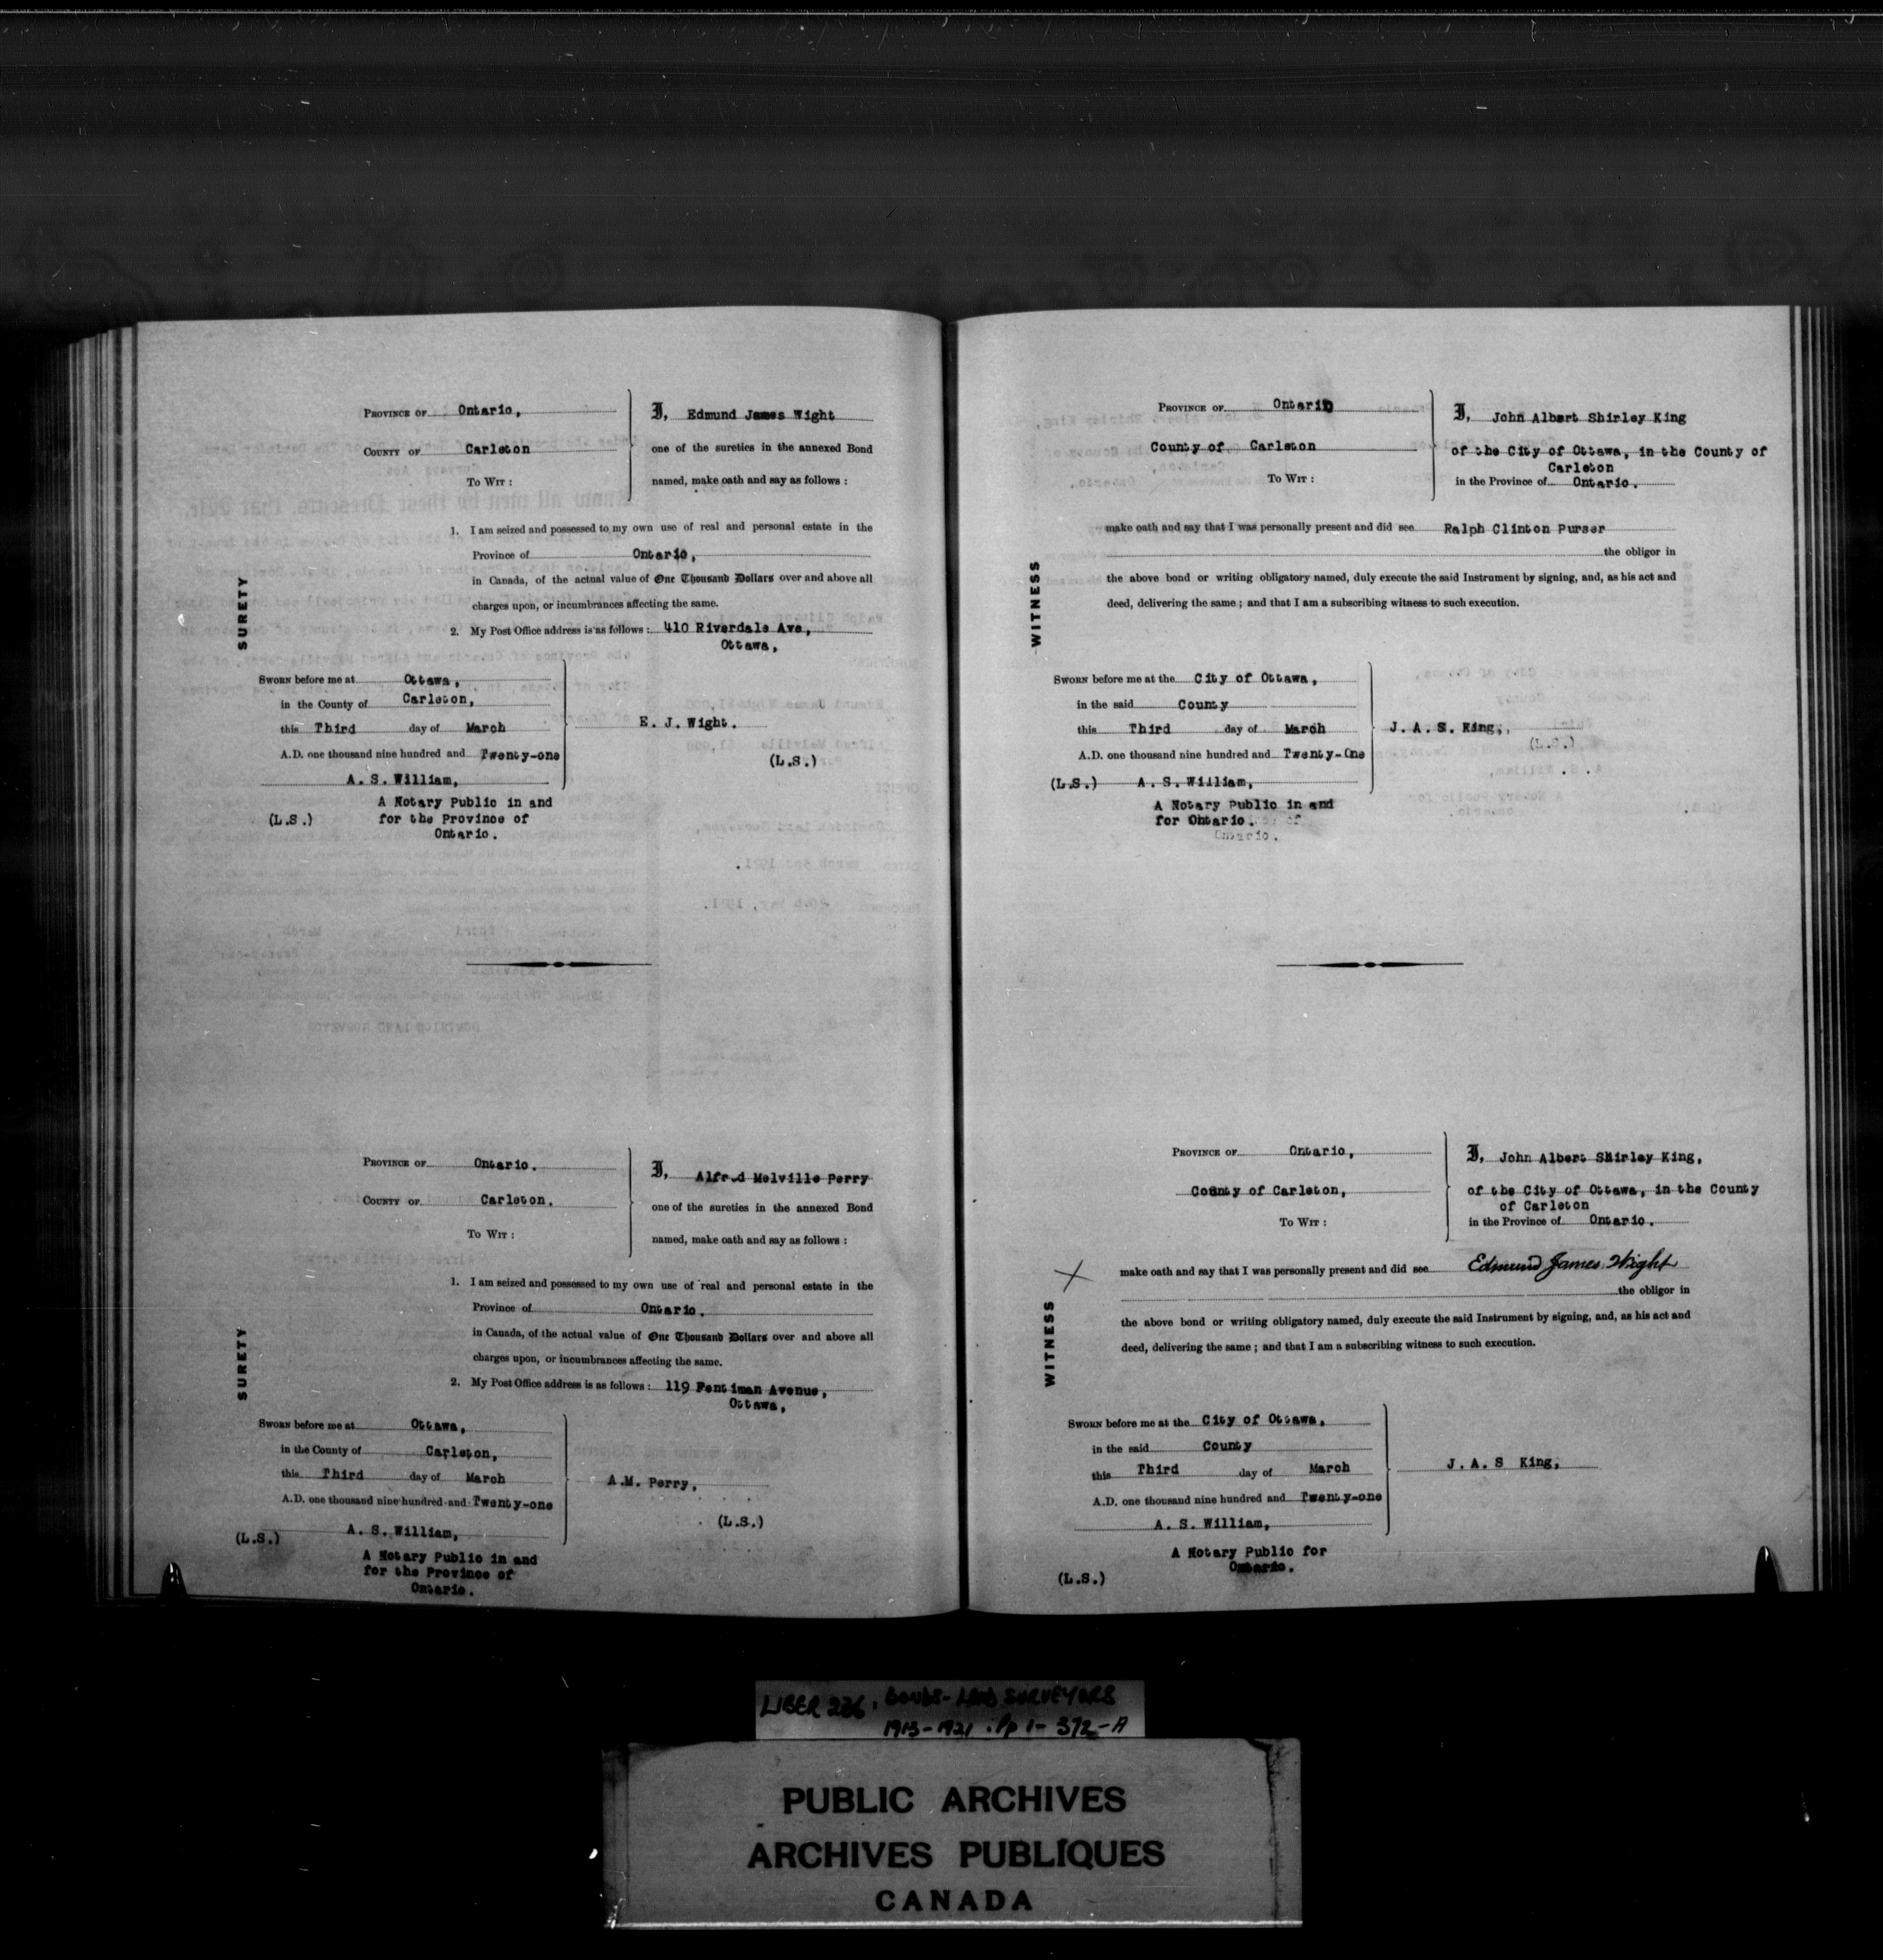 PROVINCE OF Ontario,
COUNTY OF Carleton
TO WIT :
I, Edmund James Wight
one of the sureties in the annexed Bond
named, make oath and say as follows :
1. I am seized and possessed to my own use of real and personal estate in the
Province of Ontario,
in Canada, of the actual value of One Thousand Dollars over and above all
charges upon, or incumbrances affecting the same.
2. My Post Office address is as follows : 410 Riverdale Ave,
Ottawa,
SURETY
SWORN before me at Ottawa,
in the County of Carleton,
this Third day of March
A.D. one thousand nine hundred and Twenty-one
A. S. William,
A Notary Public in and
(L.S.) for the Province of
Ontario.
E. J. Wight.
(L.S.)
PROVINCE OF Ontario.
COUNTY OF Carleton.
TO WIT :
I, Alfred Melville Perry
one of the sureties in the annexed Bond
named, make oath and say as follows :
1. I am seized and possessed to my own use of real and personal estate in the
Province of Ontario.
in Canada, of the actual value of One Thousand Dollars over and above all
charges upon, or incumbrances affecting the same.
2. My Post Office address is as follows : 119 Fentiman Avenue,
Ottawa,
SURETY
SWORN before me at Ottawa,
in the County of Carleton,
this Third day of March
A.D. one thousand nine hundred and Twenty-one
(L.S.) A. S. William,
A Notary Public in and
for the Province of
Ontario.
A.M. Perry,
(L.S.)
PROVINCE OF Ontario
County of Carleton
TO WIT :
I, John Albert Shirley King
of the City of Ottawa, in the County of
Carleton
in the Province of Ontario.
make oath and say that I was personally present and did see Ralph Clinton Purser
the obligor in
the above bond or writing obligatory named, duly execute the said Instrument by signing, and, as his act and
deed, delivering the same ; and that I am a subscribing witness to such execution.
WITNESS
SWORN before me at the City of Ottawa,
in the said County
this Third day of March
A.D. one thousand nine hundred and Twenty-One
(L.S.) A. S. William,
A Notary Public in and
for Ontario.
J. A. S. King,
PROVINCE OF Ontario,
County of Carleton,
TO WIT :
I, John Albert Shirley King,
of the City of Ottawa, in the County
of Carleton
in the Province of Ontario.
make oath and say that I was personally present and did see Edmund James Wight
the obligor in
the above bond or writing obligatory named, duly execute the said Instrument by signing, and, as his act and
deed, delivering the same ; and that I am a subscribing witness to such execution.
WITNESS
SWORN before me at the City of Ottawa,
in the said County
this Third day of March
A.D. one thousand nine hundred and Twenty-one
A. S. William,
A Notary Public for
Ontario.
(L.S.)
J. A. S King,
LIBER 236, BONDS-LAND SURVEYORS
1913-1921 . Pp 1-372-A
PUBLIC ARCHIVES
ARCHIVES PUBLIQUES
CANADA